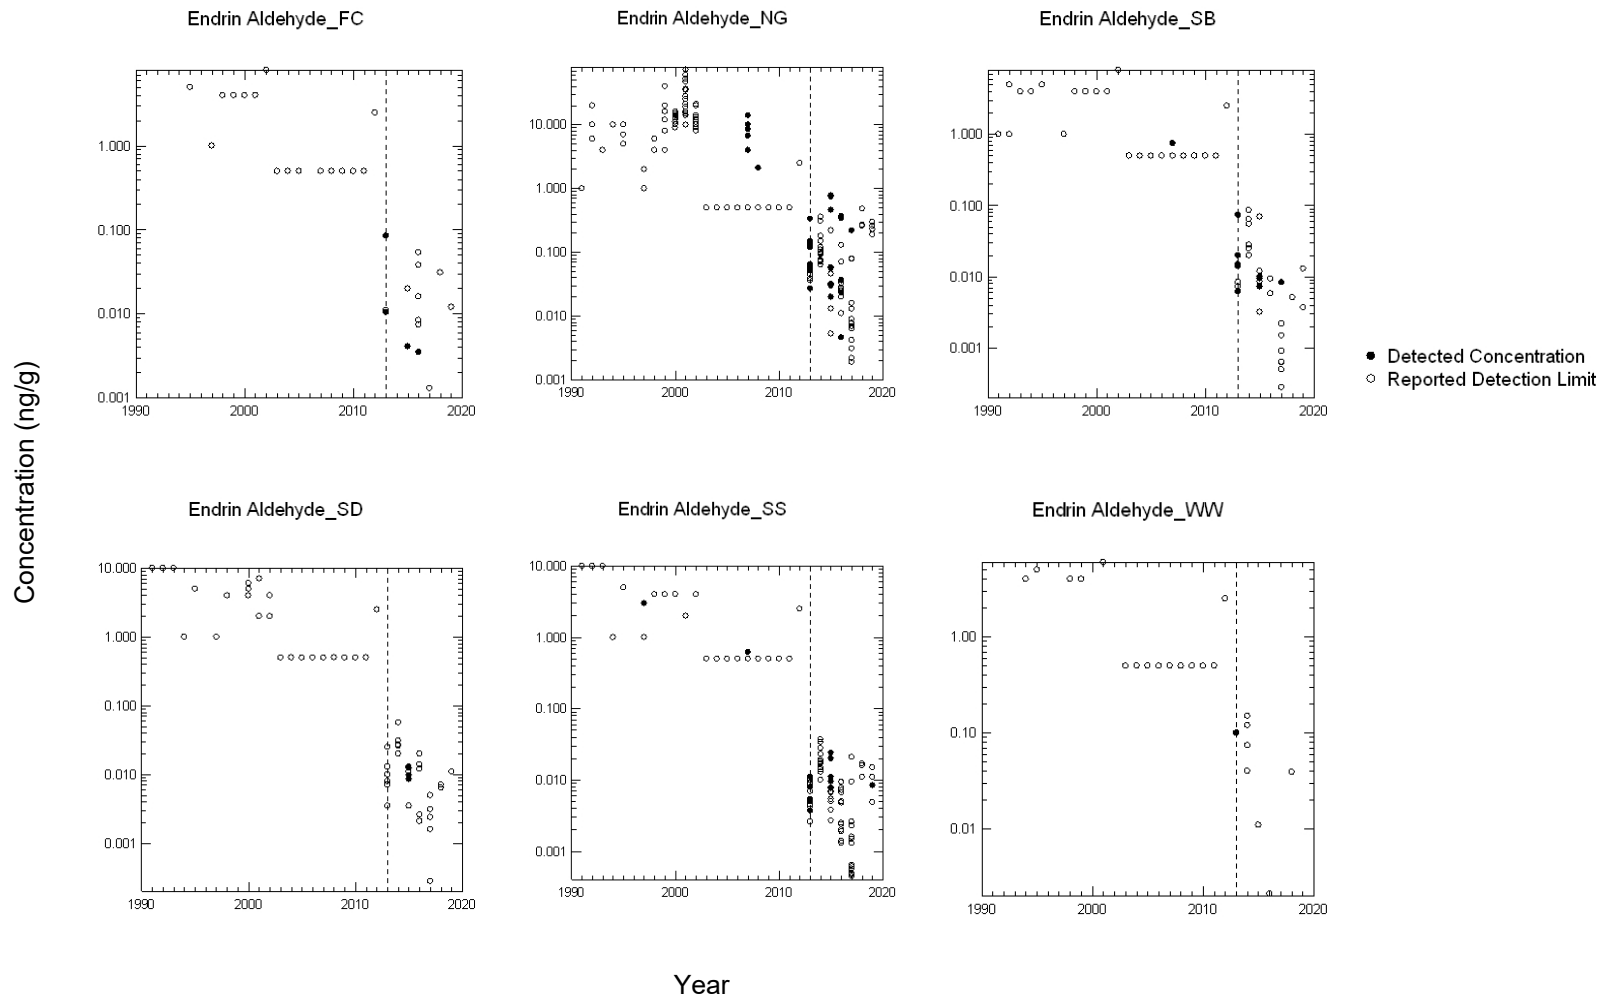 Endrin Aldehyde_FC
Endrin Aldehyde_NG
Endrin Aldehyde_SB
1.000
0.100
0.010
0.001
1990 2000 2010 2020
10.000
1.000
0.100
0.010
0.001
1990 2000 2010 2020
1.000
0.100
0.010
0.001
1990 2000 2010 2020
Detected Concentration
Reported Detection Limit
Concentration (ng/g)
Endrin Aldehyde_SD
Endrin Aldehyde_SS
Endrin Aldehyde_WW
10.000
1.000
0.100
0.010
0.001
1990 2000 2010 2020
10.000
1.000
0.100
0.010
0.001
1990 2000 2010 2020
1.00
0.10
0.01
1990 2000 2010 2020
Year